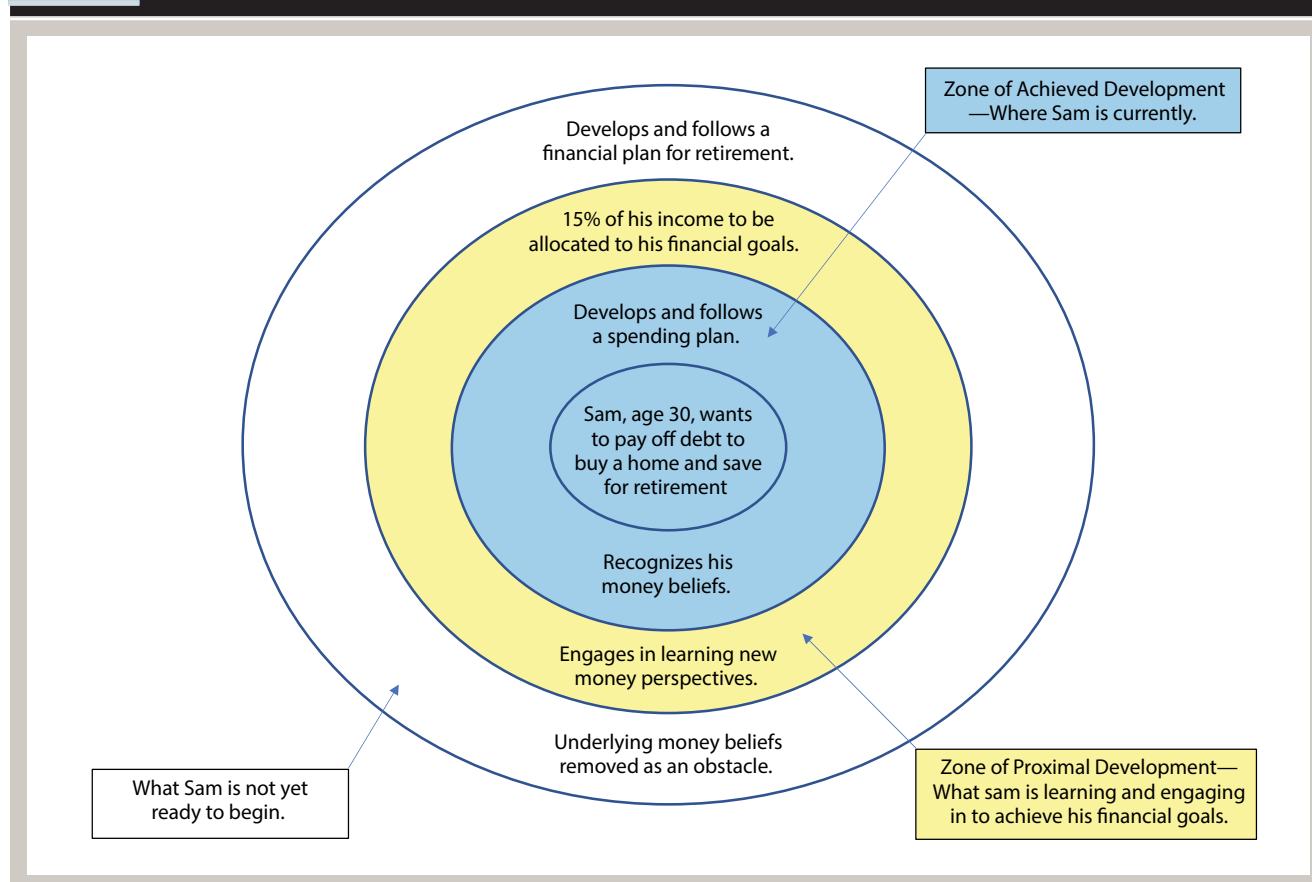 Zone of Achieved Development
—Where Sam is currently.
Develops and follows a
financial plan for retirement.
15% of his income to be
allocated to his financial goals.
Develops and follows
a spending plan.
Sam, age 30, wants
to pay off debt to
buy a home and save
for retirement
Recognizes his
money beliefs.
Engages in learning new
money perspectives.
Underlying money beliefs
removed as an obstacle.
What Sam is not yet
ready to begin.
Zone of Proximal Development—
What sam is learning and engaging
in to achieve his financial goals.